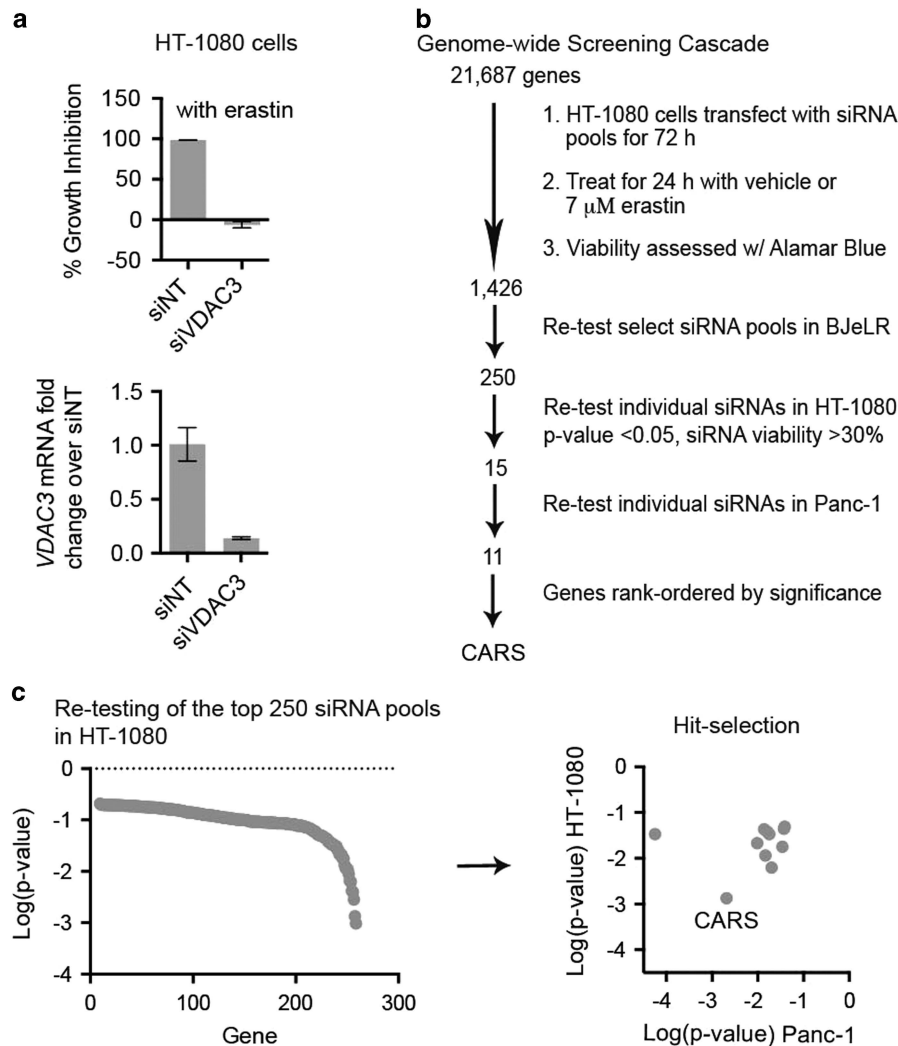 a
HT-1080 cells
with erastin
% Growth Inhibition
150
100
50
0
-50
siNT
siVDAC3
VDAC3 mRNA fold
change over siNT
1.5
1.0
0.5
0.0
siNT
siVDAC3
b
Genome-wide Screening Cascade
21,687 genes
1. HT-1080 cells transfect with siRNA
pools for 72 h
2. Treat for 24 h with vehicle or
7 μM erastin
3. Viability assessed w/ Alamar Blue
1,426
Re-test select siRNA pools in BJeLR
250
Re-test individual siRNAs in HT-1080
p-value <0.05, siRNA viability >30%
15
Re-test individual siRNAs in Panc-1
11
Genes rank-ordered by significance
CARS
c
Re-testing of the top 250 siRNA pools
in HT-1080
Log(p-value)
0
-1
-2
-3
-4
0 100 200 300
Gene
Hit-selection
Log(p-value) HT-1080
0
-1
-2
-3
-4
CARS
-4 -3 -2 -1 0
Log(p-value) Panc-1